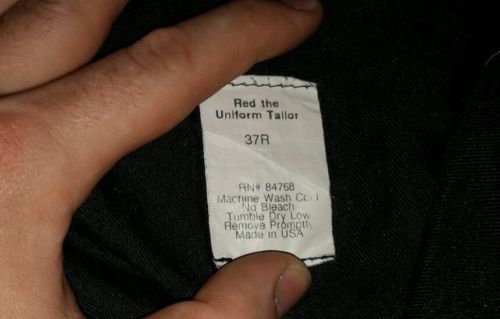 Red the
Uniform Tailor
37R
RN# 84768
Machine Wash Cold
No Bleach
Tumble Dry Low
Remove Promptly
Made in USA